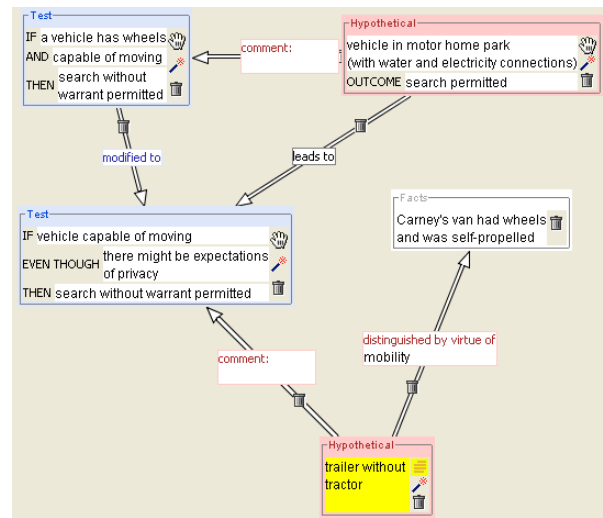 Test
IF a vehicle has wheels
AND capable of moving
THEN search without
warrant permitted
comment:
Hypothetical
vehicle in motor home park
(with water and electricity connections)
OUTCOME search permitted
modified to
leads to
Test
IF vehicle capable of moving
EVEN THOUGH there might be expectations
of privacy
THEN search without warrant permitted
Facts
Carney's van had wheels
and was self-propelled
comment:
distinguished by virtue of
mobility
Hypothetical
trailer without
tractor